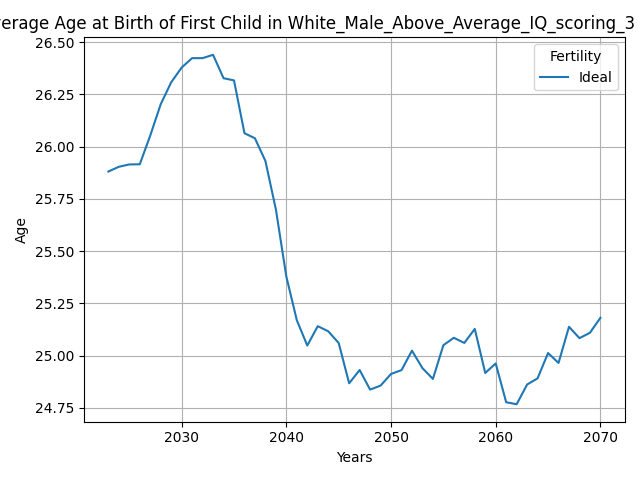 verage Age at Birth of First Child in White_Male_Above_Average_IQ_scoring_3
26.50
26.25
26.00
25.75
25.50
25.25
25.00
24.75
Age
Fertility
Ideal
2030 2040 2050 2060 2070
Years